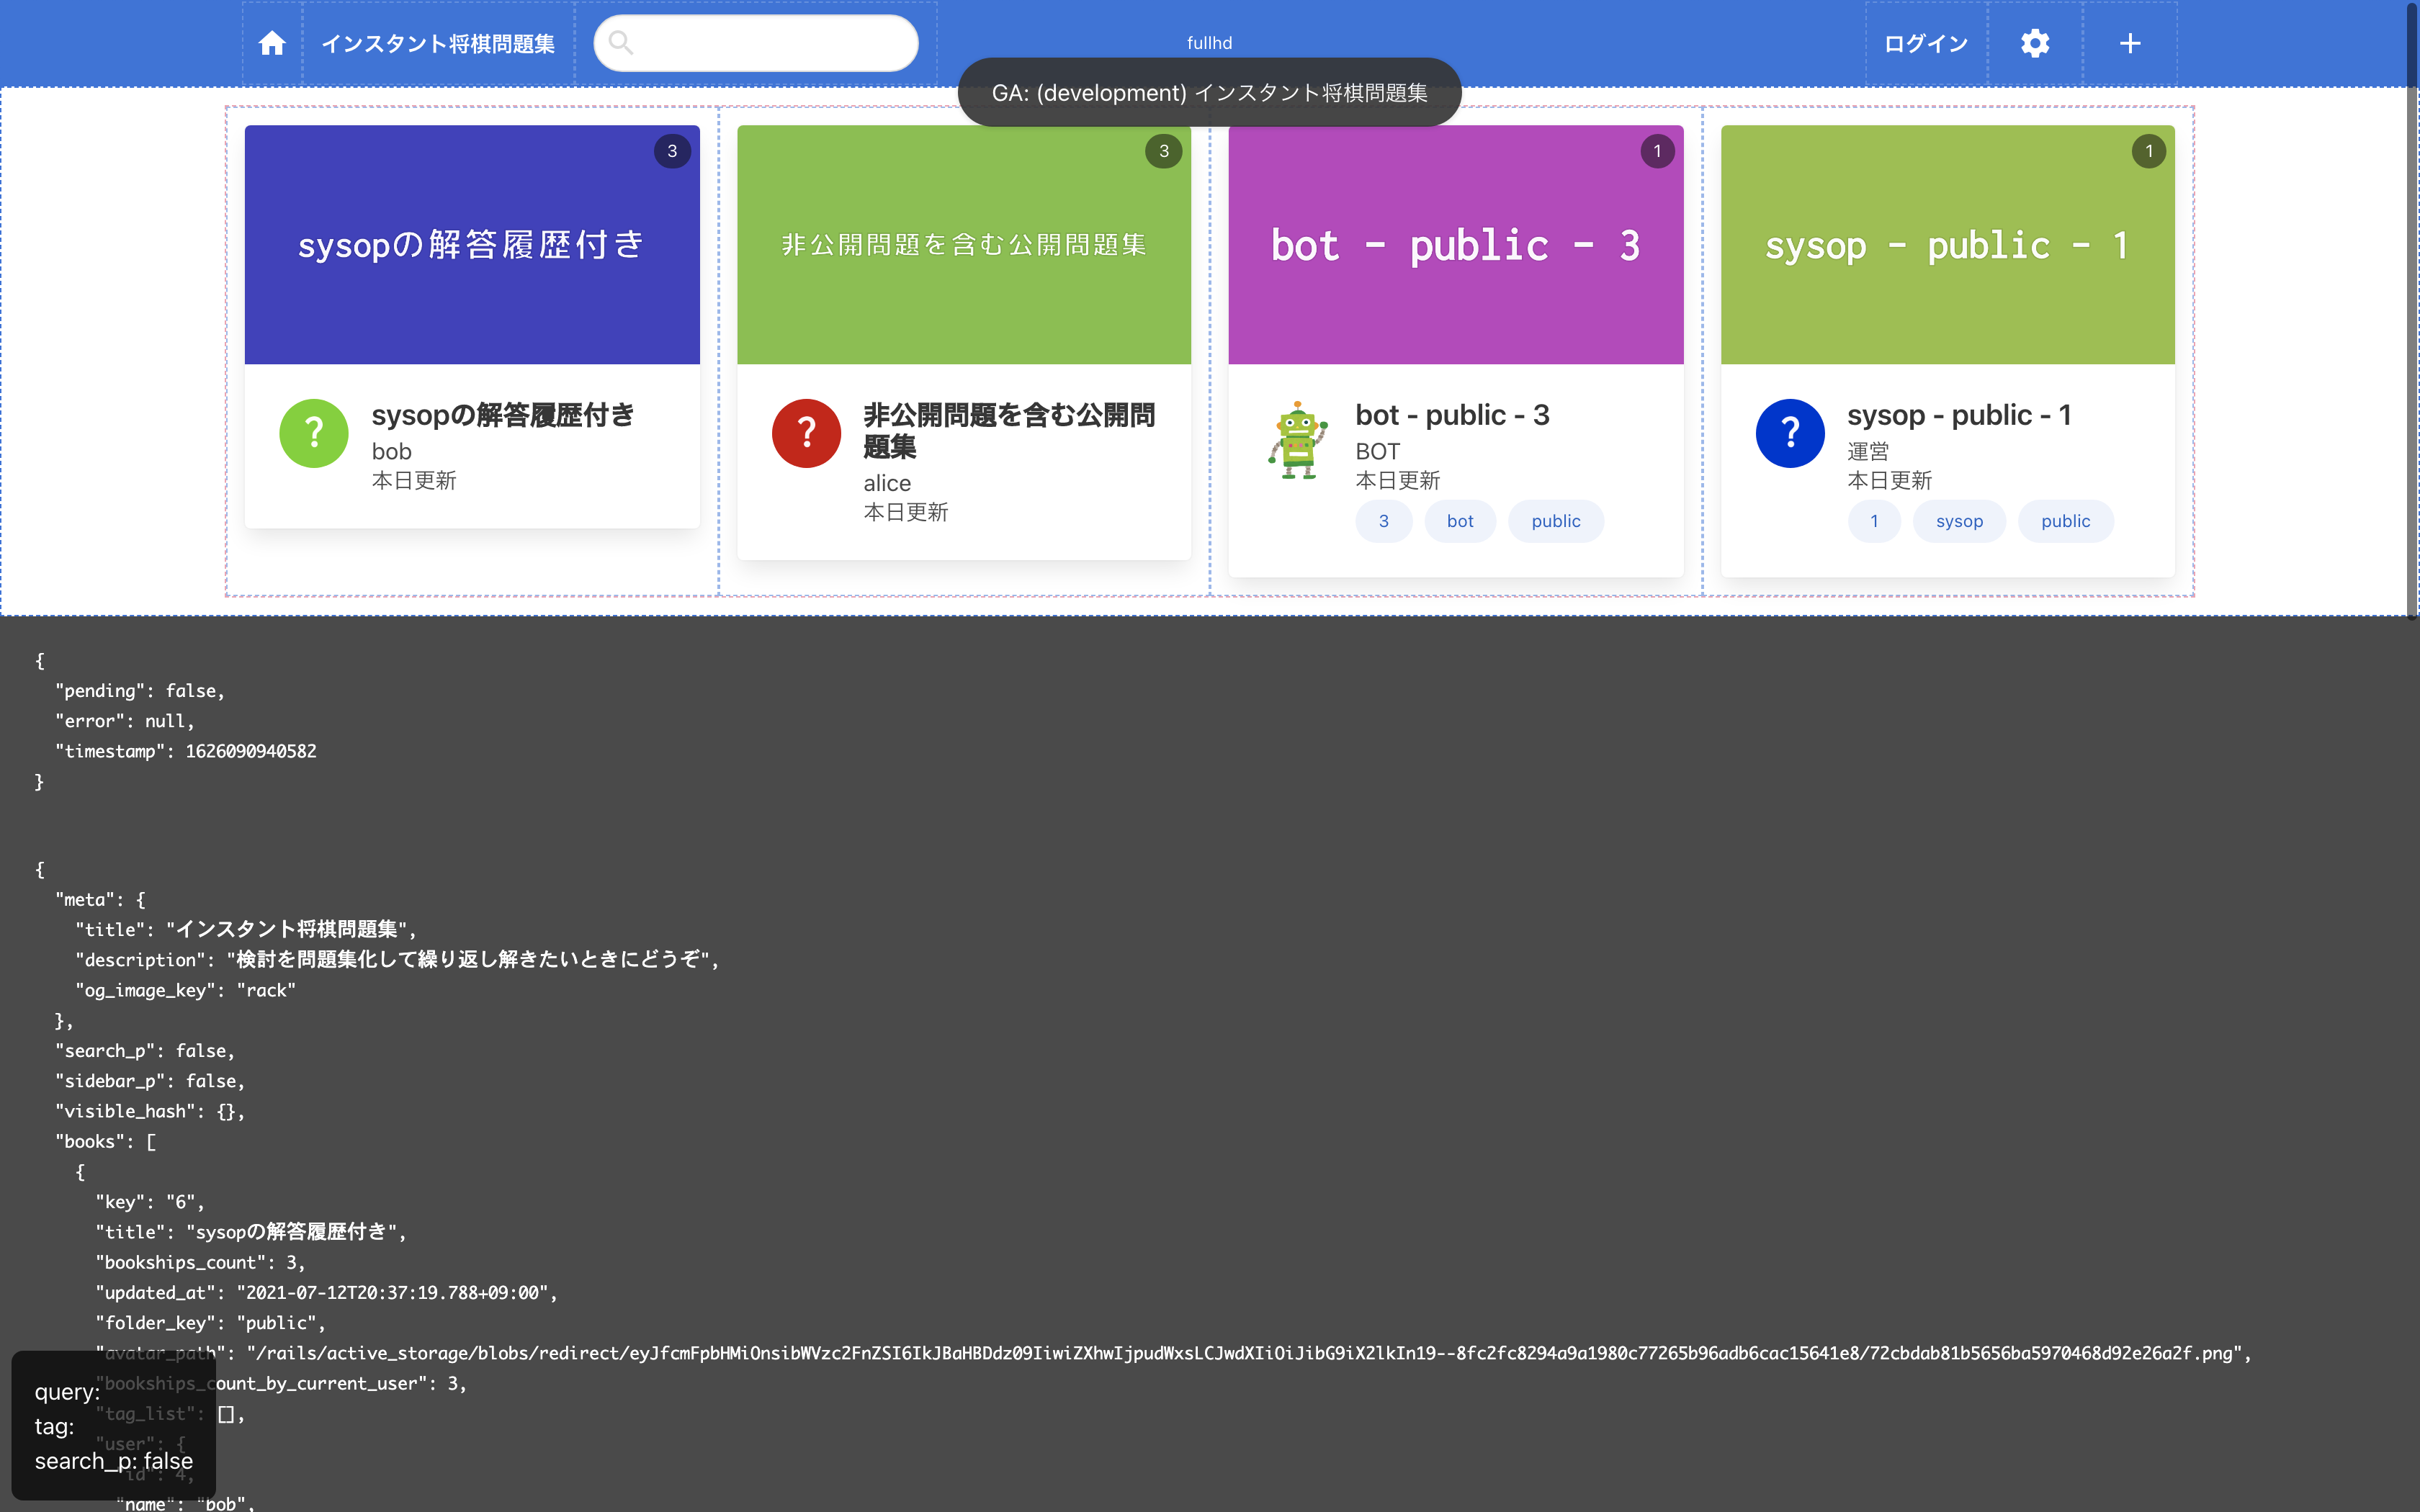 インスタント将棋問題集
fullhd
ログイン
GA: (development) インスタント将棋問題集
3
sysopの解答履歴付き
?
sysopの解答履歴付き
bob
本日更新
3
非公開問題を含む公開問題集
?
非公開問題を含む公開問
題集
alice
本日更新
1
bot - public - 3
bot - public - 3
BOT
本日更新
3 bot public
1
sysop - public - 1
?
sysop - public - 1
運営
本日更新
1 sysop public
{
"pending": false,
"error": null,
"timestamp": 1626090940582
}
{
"meta": {
"title": "インスタント将棋問題集",
"description": "検討を問題集化して繰り返し解きたいときにどうぞ",
"og_image_key": "rack"
},
"search_p": false,
"sidebar_p": false,
"visible_hash": {},
"books": [
{
"key": "6",
"title": "sysopの解答履歴付き",
"bookships_count": 3,
"updated_at": "2021-07-12T20:37:19.788+09:00",
"folder_key": "public",
"avatar_path": "/rails/active_storage/blobs/redirect/eyJfcmFpbHMiOnsibWVzc2FnZSI6IkJBaHBDdz09IiwiZXhwIjpudWxsLCJwdXIiOiJibG9iX2lkIn19--8fc2fc8294a9a1980c77265b96adb6cac15641e8/72cbdab81b5656ba5970468d92e26a2f.png",
"bookships_count_by_current_user": 3,
"tag_list": [],
"user": {
"id": 4,
"name": "bob",
query:
tag:
search_p: false